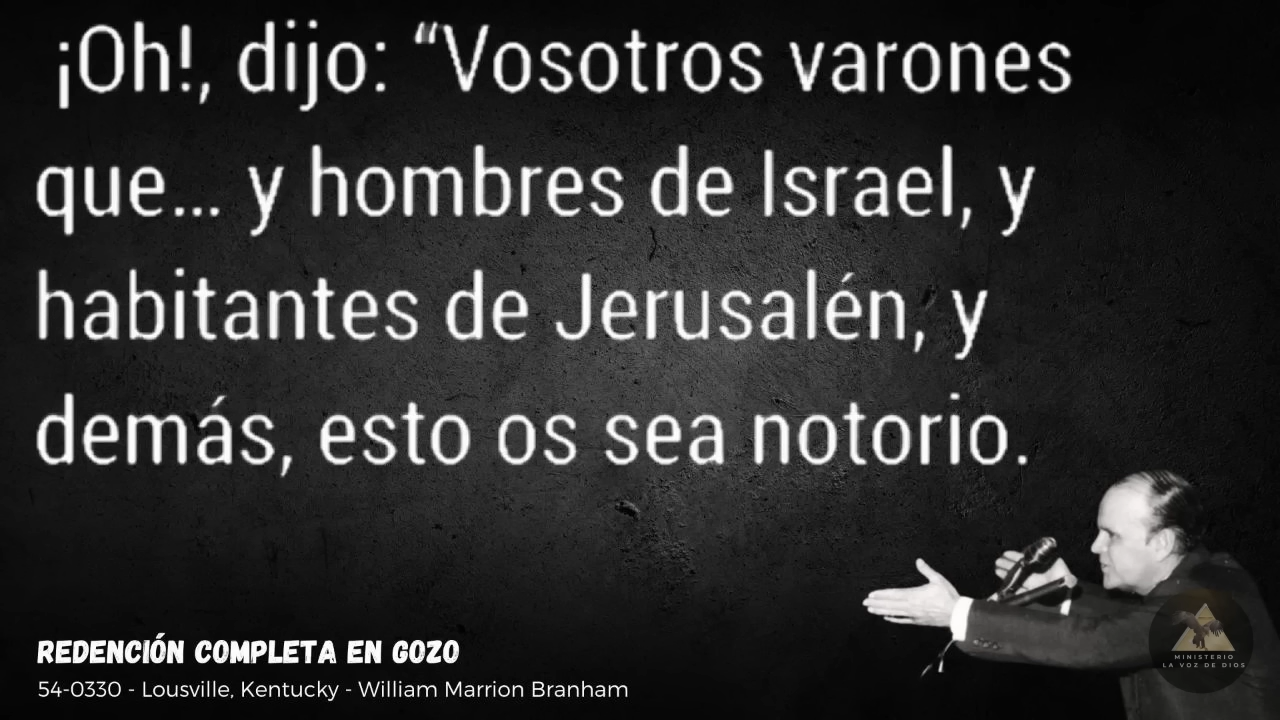 ¡Oh!, dijo: “Vosotros varones
que... y hombres de Israel, y
habitantes de Jerusalén, y
demás, esto os sea notorio.
REDENCIÓN COMPLETA EN GOZO
54-0330 - Lousville, Kentucky - William Marrion Branham
MINISTERIO
LA VOZ DE DIOS